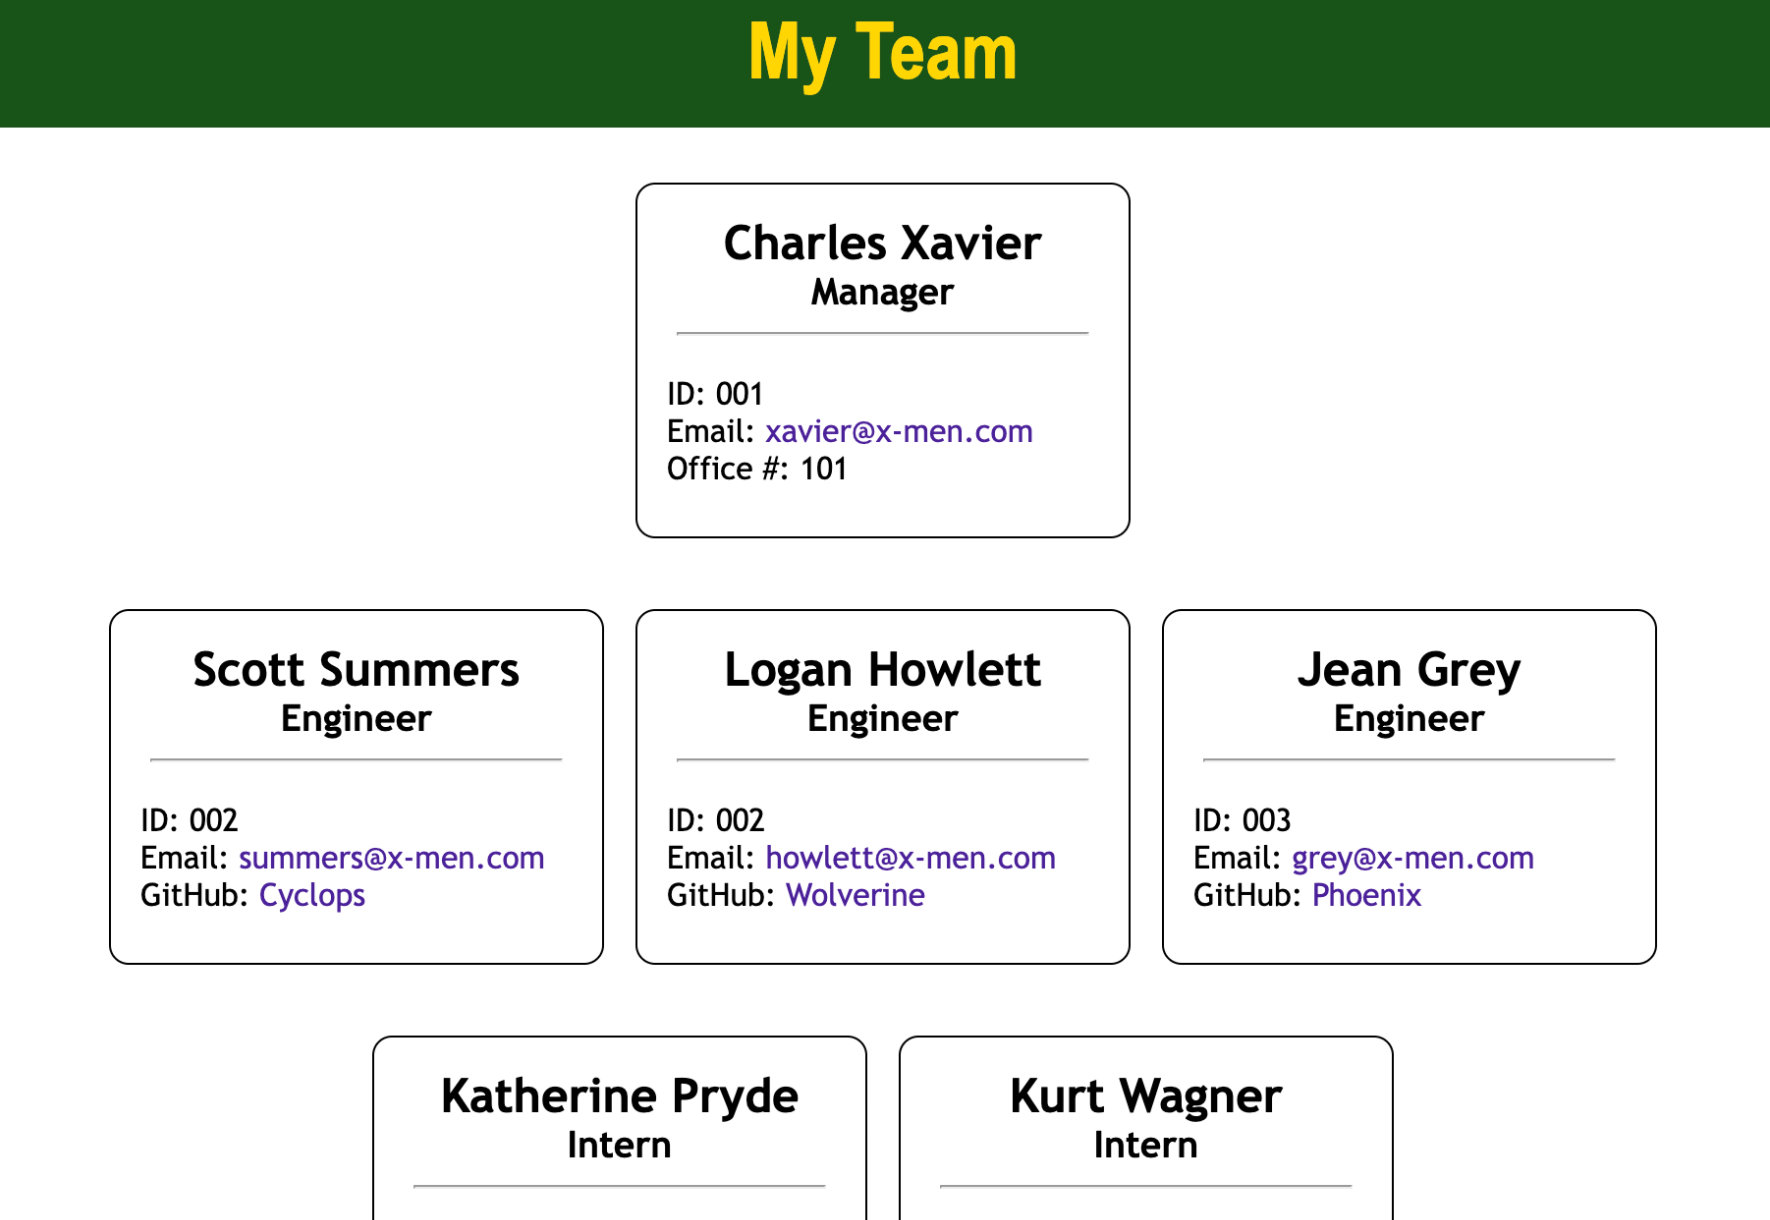 My Team
Charles Xavier
Manager
ID: 001
Email: xavier@x-men.com
Office #: 101
Scott Summers
Engineer
ID: 002
Email: summers@x-men.com
GitHub: Cyclops
Logan Howlett
Engineer
ID: 002
Email: howlett@x-men.com
GitHub: Wolverine
Jean Grey
Engineer
ID: 003
Email: grey@x-men.com
GitHub: Phoenix
Katherine Pryde
Intern
Kurt Wagner
Intern